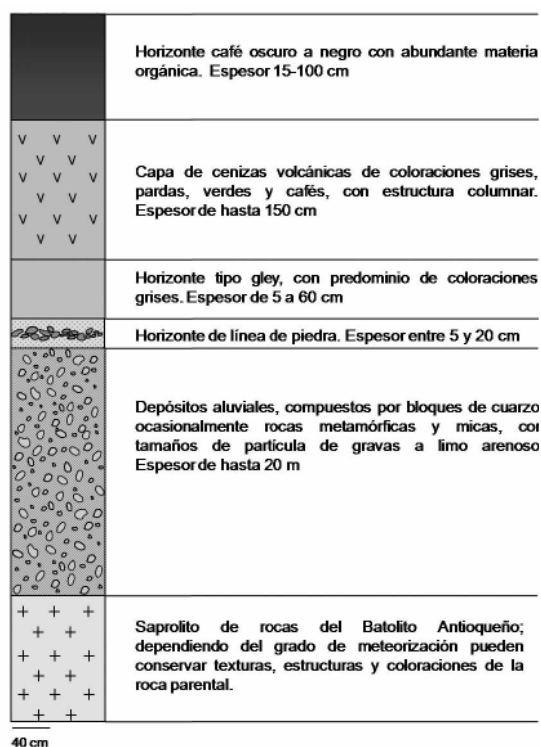 Horizonte café oscuro a negro con abundante materia
orgánica. Espesor 15-100 cm
Capa de cenizas volcánicas de coloraciones grises,
pardas, verdes y cafés, con estructura columnar.
Espesor de hasta 150 cm
Horizonte tipo gley, con predominio de coloraciones
grises. Espesor de 5 a 60 cm
Horizonte de línea de piedra. Espesor entre 5 y 20 cm
Depósitos aluviales, compuestos por bloques de cuarzo
ocasionalmente rocas metamórficas y micas, con
tamaños de partícula de gravas a limo arenoso
Espesor de hasta 20 m
Saprolito de rocas del Batolito Antioqueño;
dependiendo del grado de meteorización pueden
conservar texturas, estructuras y coloraciones de la
roca parental.
40 cm